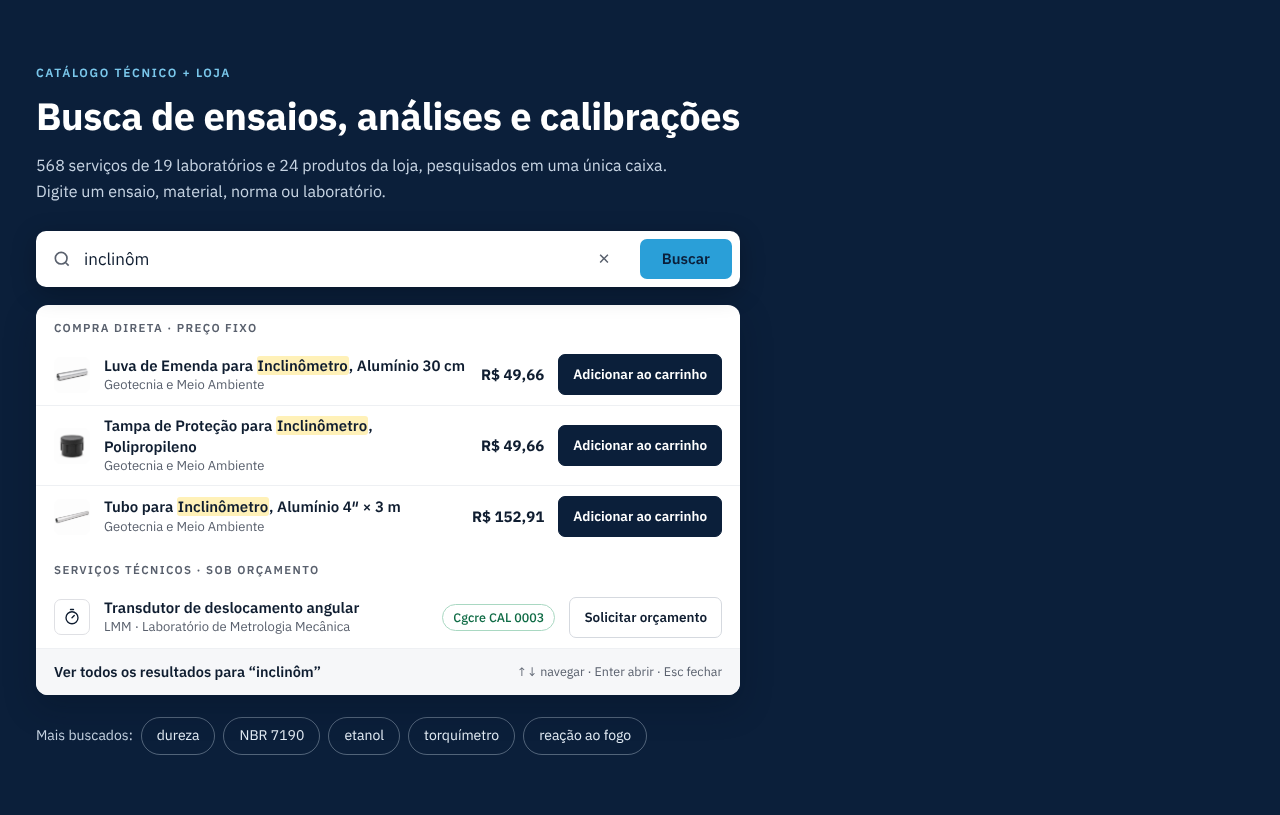 CATÁLOGO TÉCNICO + LOJA
Busca de ensaios, análises e calibrações
568 serviços de 19 laboratórios e 24 produtos da loja, pesquisados em uma única caixa.
Digite um ensaio, material, norma ou laboratório.
inclinôm
Buscar
COMPRA DIRETA · PREÇO FIXO
Luva de Emenda para Inclinômetro, Alumínio 30 cm
Geotecnia e Meio Ambiente
R$ 49,66
Adicionar ao carrinho
Tampa de Proteção para Inclinômetro,
Polipropileno
Geotecnia e Meio Ambiente
R$ 49,66
Adicionar ao carrinho
Tubo para Inclinômetro, Alumínio 4″ × 3 m
Geotecnia e Meio Ambiente
R$ 152,91
Adicionar ao carrinho
SERVIÇOS TÉCNICOS · SOB ORÇAMENTO
Transdutor de deslocamento angular
LMM · Laboratório de Metrologia Mecânica
Cgcre CAL 0003
Solicitar orçamento
Ver todos os resultados para “inclinôm”
↑↓ navegar · Enter abrir · Esc fechar
Mais buscados:
dureza
NBR 7190
etanol
torquímetro
reação ao fogo